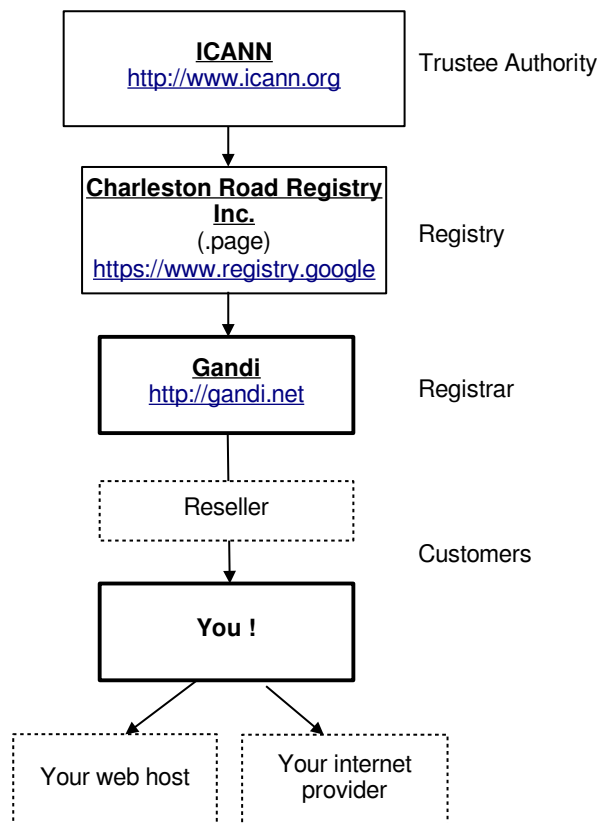 ICANN
http://www.icann.org
Trustee Authority
Charleston Road Registry
Inc.
(.page)
https://www.registry.google
Registry
Gandi
http://gandi.net
Registrar
Reseller
Customers
You !
Your web host
Your internet
provider